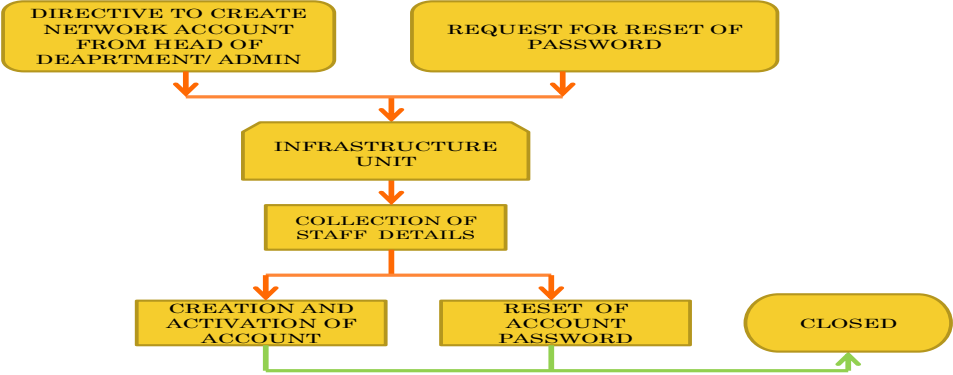 DIRECTIVE TO CREATE
NETWORK ACCOUNT
FROM HEAD OF
DEAPRTMENT/ ADMIN
REQUEST FOR RESET OF
PASSWORD
INFRASTRUCTURE
UNIT
COLLECTION OF
STAFF DETAILS
CREATION AND
ACTIVATION OF
ACCOUNT
RESET OF
ACCOUNT
PASSWORD
CLOSED